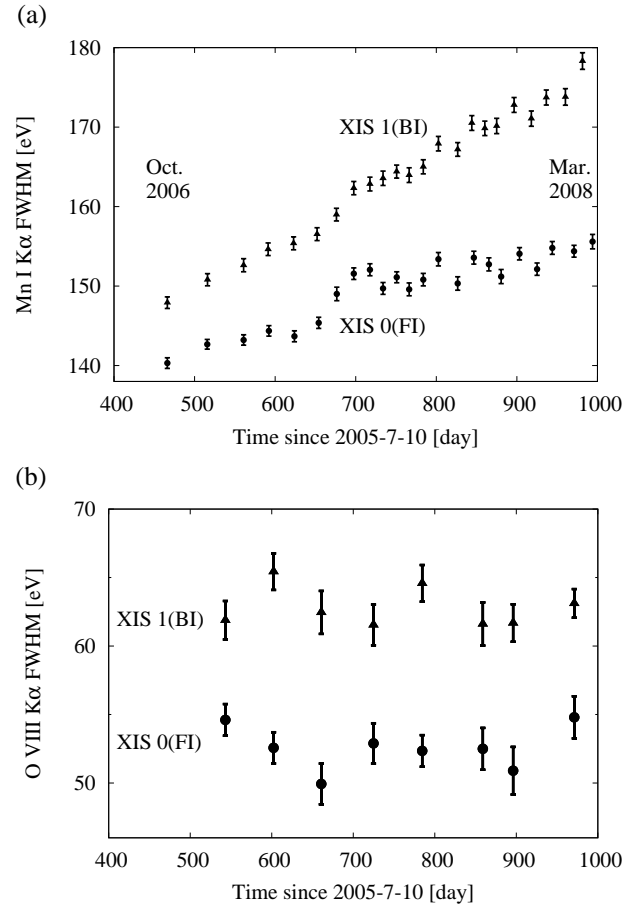 (a)
180
170
160
150
140
Mn I Kα FWHM [eV]
XIS 1(BI)
Oct.
2006
Mar.
2008
XIS 0(FI)
400 500 600 700 800 900 1000
Time since 2005-7-10 [day]
(b)
70
60
50
O VIII Kα FWHM [eV]
XIS 1(BI)
XIS 0(FI)
400 500 600 700 800 900 1000
Time since 2005-7-10 [day]